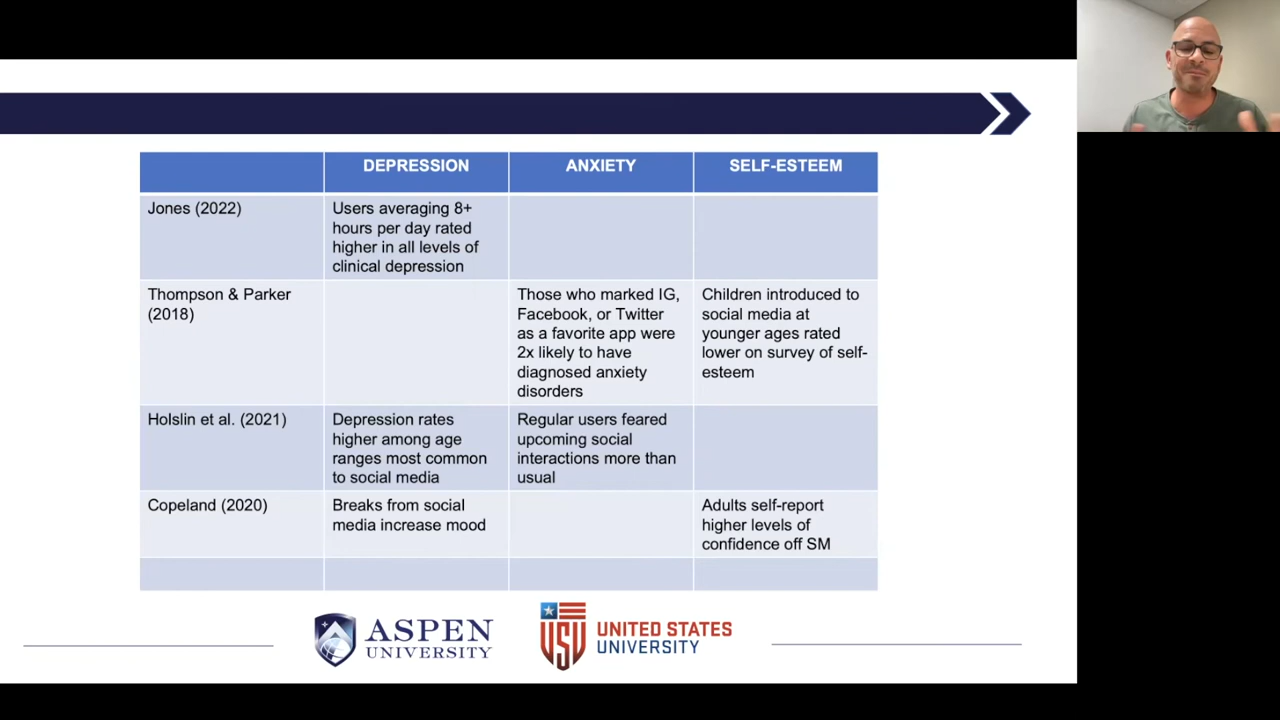 DEPRESSION
ANXIETY
SELF-ESTEEM
Jones (2022)
Users averaging 8+
hours per day rated
higher in all levels of
clinical depression
Thompson & Parker
(2018)
Those who marked IG,
Facebook, or Twitter
as a favorite app were
2x likely to have
diagnosed anxiety
disorders
Children introduced to
social media at
younger ages rated
lower on survey of self-
esteem
Holslin et al. (2021)
Depression rates
higher among age
ranges most common
to social media
Regular users feared
upcoming social
interactions more than
usual
Copeland (2020)
Breaks from social
media increase mood
Adults self-report
higher levels of
confidence off SM
ASPEN
UNIVERSITY
USU
UNITED STATES
UNIVERSITY